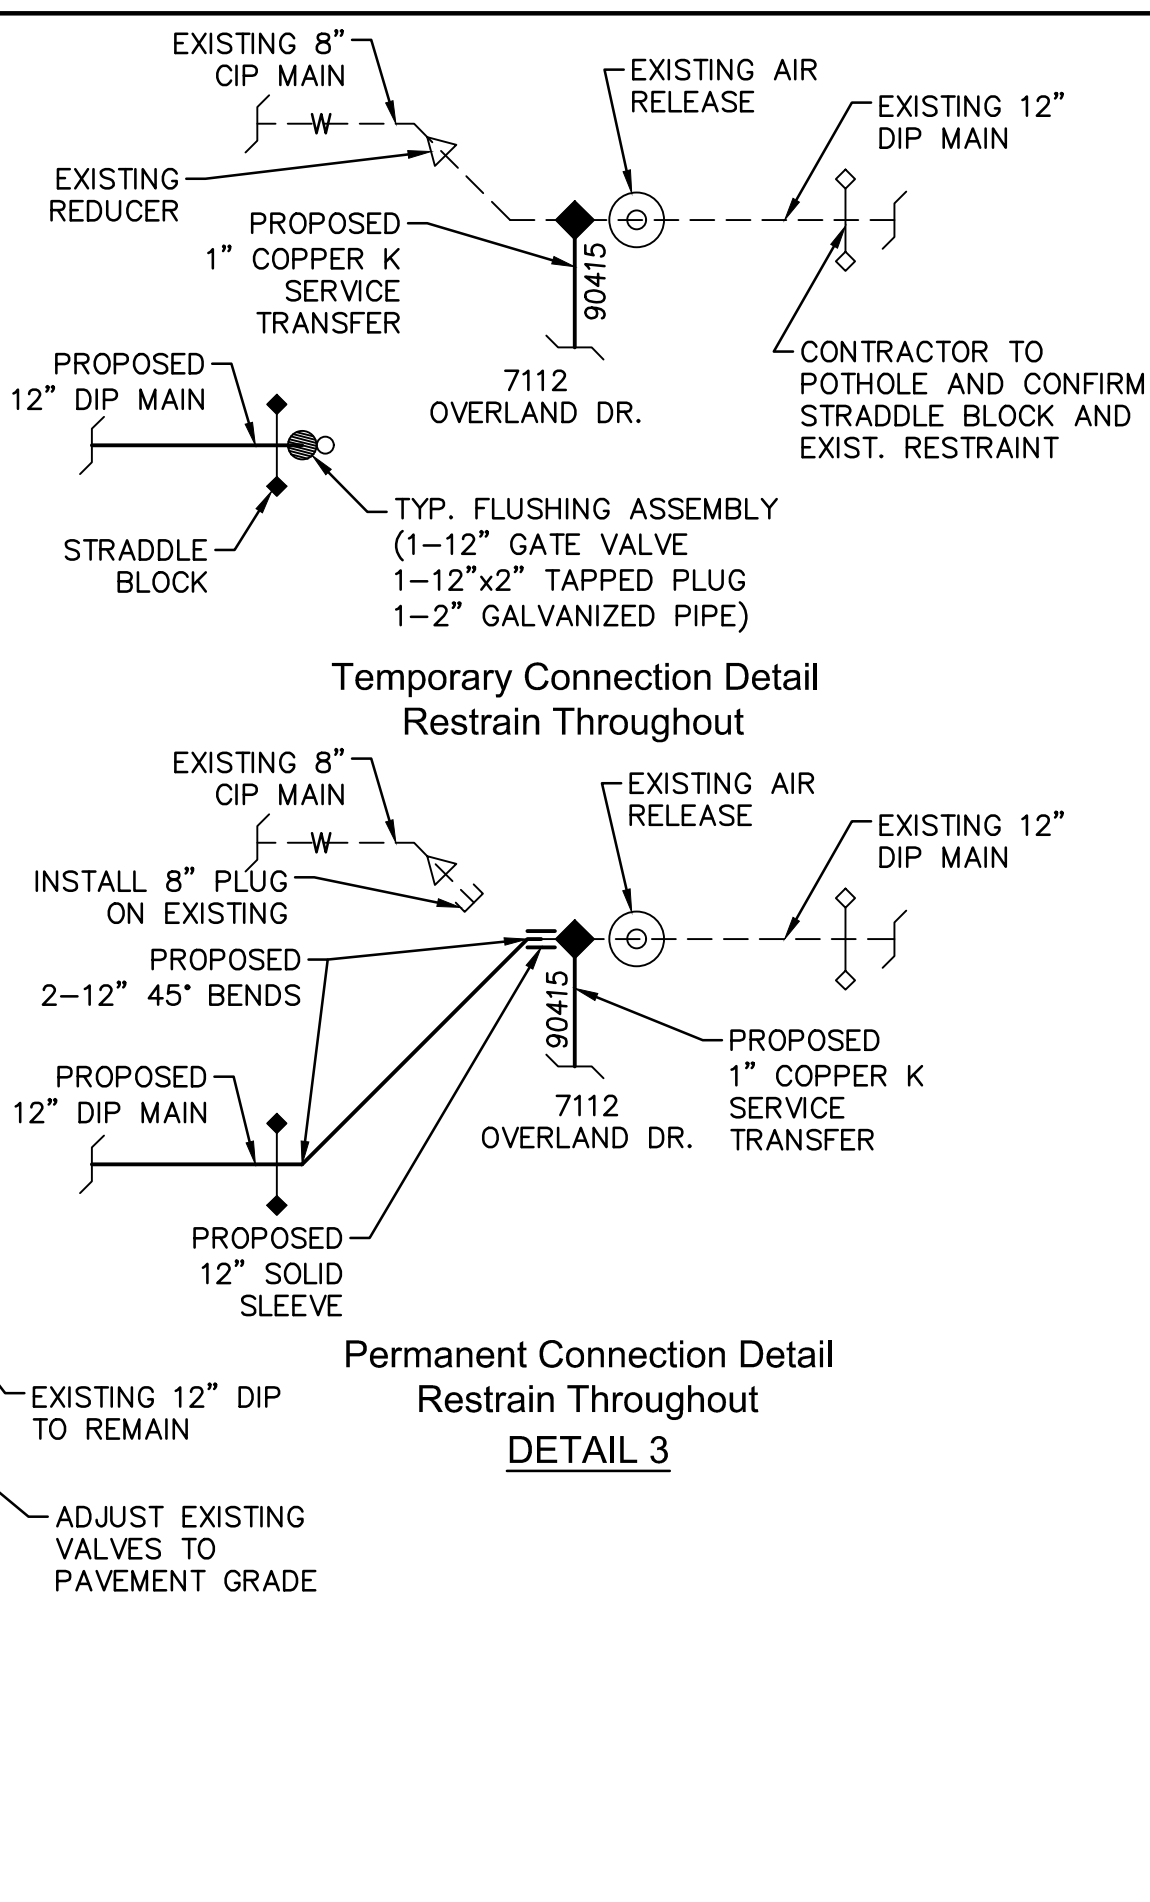 EXISTING 8”
CIP MAIN
W
EXISTING
REDUCER
EXISTING AIR
RELEASE
EXISTING 12”
DIP MAIN
PROPOSED
1” COPPER K
SERVICE
TRANSFER
90415
7112
OVERLAND DR.
CONTRACTOR TO
POTHOLE AND CONFIRM
STRADDLE BLOCK AND
EXIST. RESTRAINT
PROPOSED
12” DIP MAIN
STRADDLE
BLOCK
TYP. FLUSHING ASSEMBLY
(1–12” GATE VALVE
1–12”x2” TAPPED PLUG
1–2” GALVANIZED PIPE)
Temporary Connection Detail
Restrain Throughout
EXISTING 8”
CIP MAIN
W
INSTALL 8” PLUG
ON EXISTING
EXISTING AIR
RELEASE
EXISTING 12”
DIP MAIN
PROPOSED
2–12” 45° BENDS
90415
PROPOSED
1” COPPER K
SERVICE
TRANSFER
7112
OVERLAND DR.
PROPOSED
12” DIP MAIN
PROPOSED
12” SOLID
SLEEVE
Permanent Connection Detail
Restrain Throughout
DETAIL 3
EXISTING 12” DIP
TO REMAIN
ADJUST EXISTING
VALVES TO
PAVEMENT GRADE